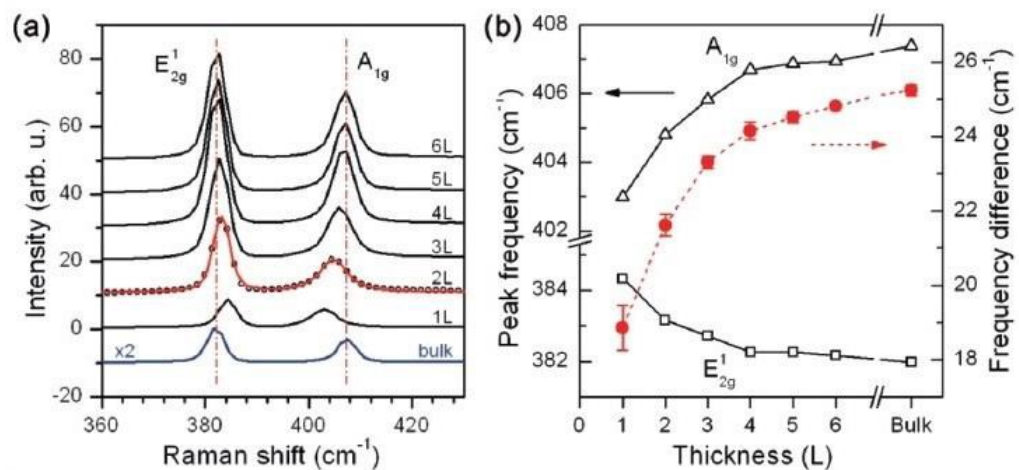 (a)
80
60
40
20
0
-20
Intensity (arb. u.)
E¹2g
A1g
6L
5L
4L
3L
2L
1L
x2
bulk
360
380
400
420
Raman shift (cm-1)
(b)
408
406
404
402
384
382
Peak frequency (cm-1)
A1g
E¹2g
26
24
22
20
18
Frequency difference (cm-1)
0
1
2
3
4
5
6
Bulk
Thickness (L)